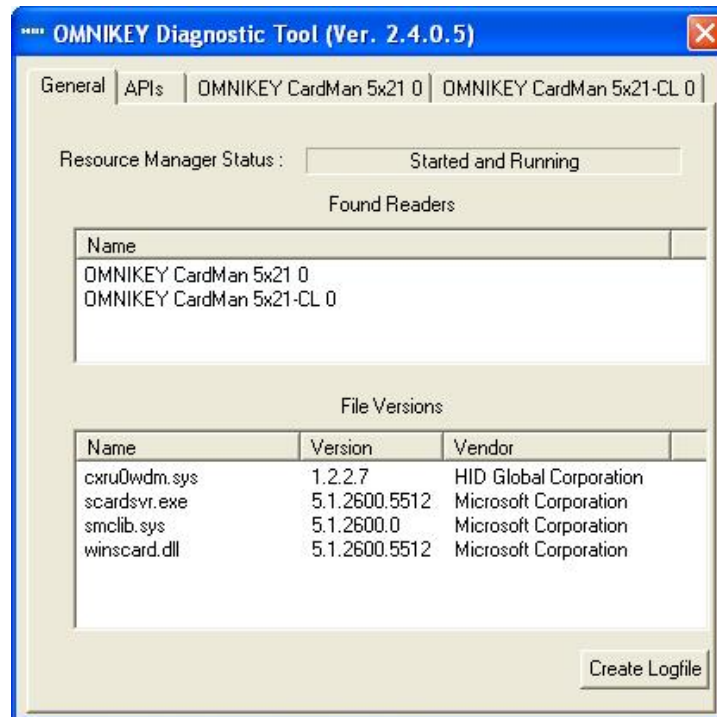 OMNIKEY Diagnostic Tool (Ver. 2.4.0.5)
General APIs OMNIKEY CardMan 5x21 0 OMNIKEY CardMan 5x21-CL 0
Resource Manager Status : Started and Running
Found Readers
Name
OMNIKEY CardMan 5x21 0
OMNIKEY CardMan 5x21-CL 0
File Versions
Name Version Vendor
cxru0wdm.sys 1.2.2.7 HID Global Corporation
scardsvr.exe 5.1.2600.5512 Microsoft Corporation
smclib.sys 5.1.2600.0 Microsoft Corporation
winscard.dll 5.1.2600.5512 Microsoft Corporation
Create Logfile